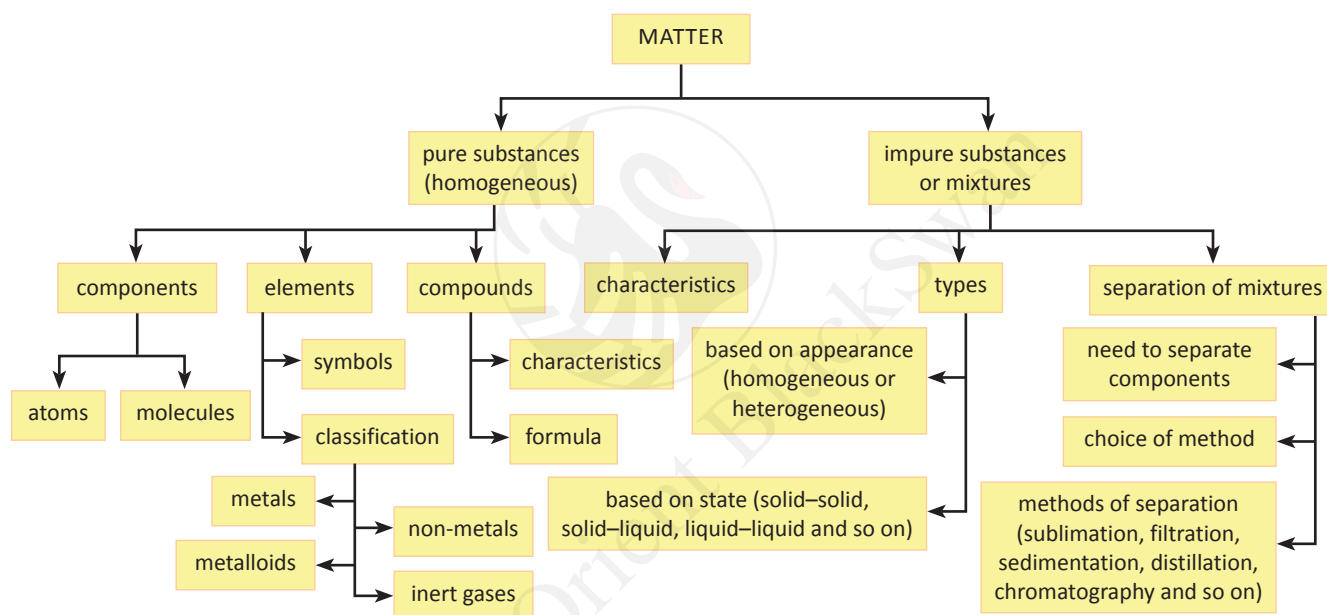 MATTER
pure substances
(homogeneous)
impure substances
or mixtures
components
elements
compounds
characteristics
types
separation of mixtures
atoms
molecules
symbols
classification
metals
non-metals
metalloids
inert gases
characteristics
formula
based on appearance
(homogeneous or
heterogeneous)
based on state (solid–solid,
solid–liquid, liquid–liquid and so on)
need to separate
components
choice of method
methods of separation
(sublimation, filtration,
sedimentation, distillation,
chromatography and so on)
Orient BlackSwan